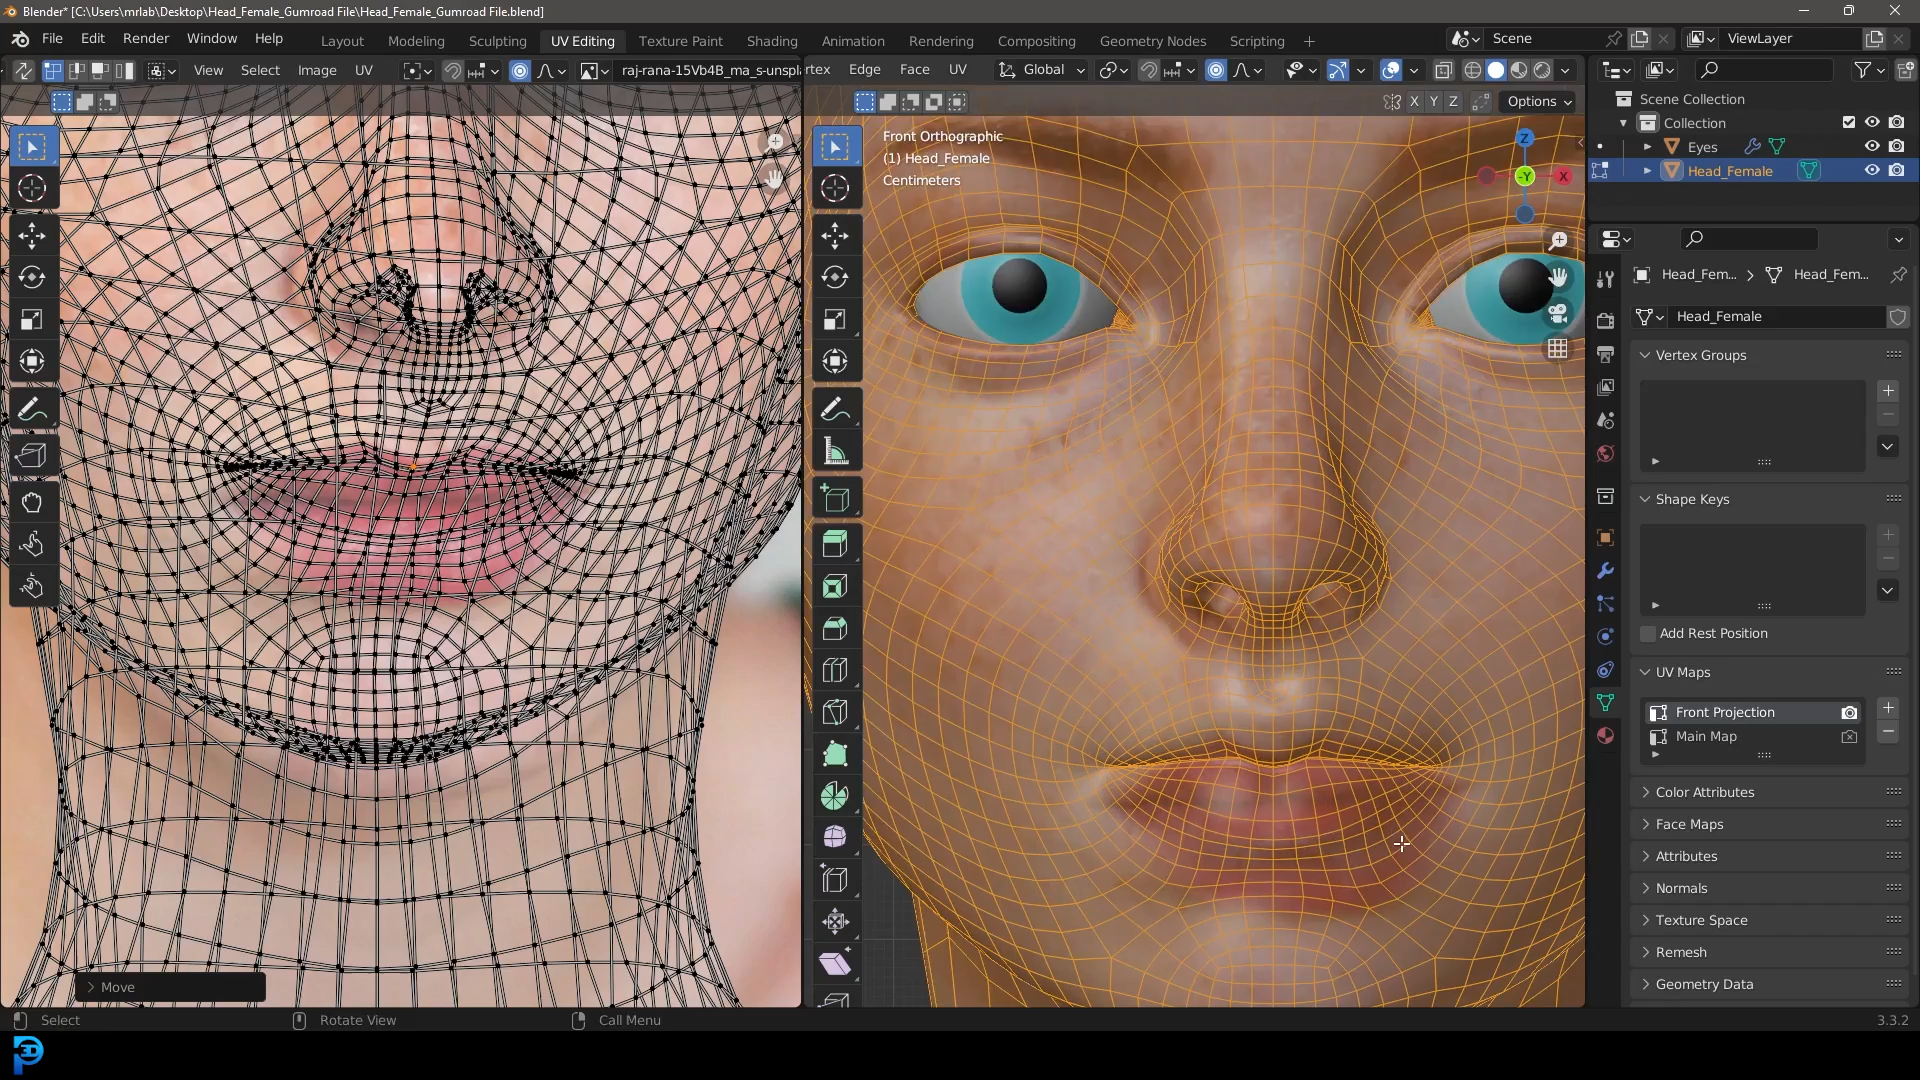 Blender* [C:\Users\mrlab\Desktop\Head_Female_Gumroad File\Head_Female_Gumroad File.blend]
File Edit Render Window Help Layout Modeling Sculpting UV Editing Texture Paint Shading Animation Rendering Compositing Geometry Nodes Scripting Scene ViewLayer
View Select Image UV raj-rana-15Vb4B_ma_s-unspl rtex Edge Face UV Global
X Y Z Options
Scene Collection
Collection
Eyes
Head_Female
Front Orthographic
(1) Head_Female
Centimeters
Z
-Y
X
Head_Fem... Head_Fem...
Head_Female
Vertex Groups
Shape Keys
Add Rest Position
UV Maps
Front Projection
Main Map
Color Attributes
Face Maps
Attributes
Normals
Texture Space
Remesh
Geometry Data
Move
Select Rotate View Call Menu 3.3.2